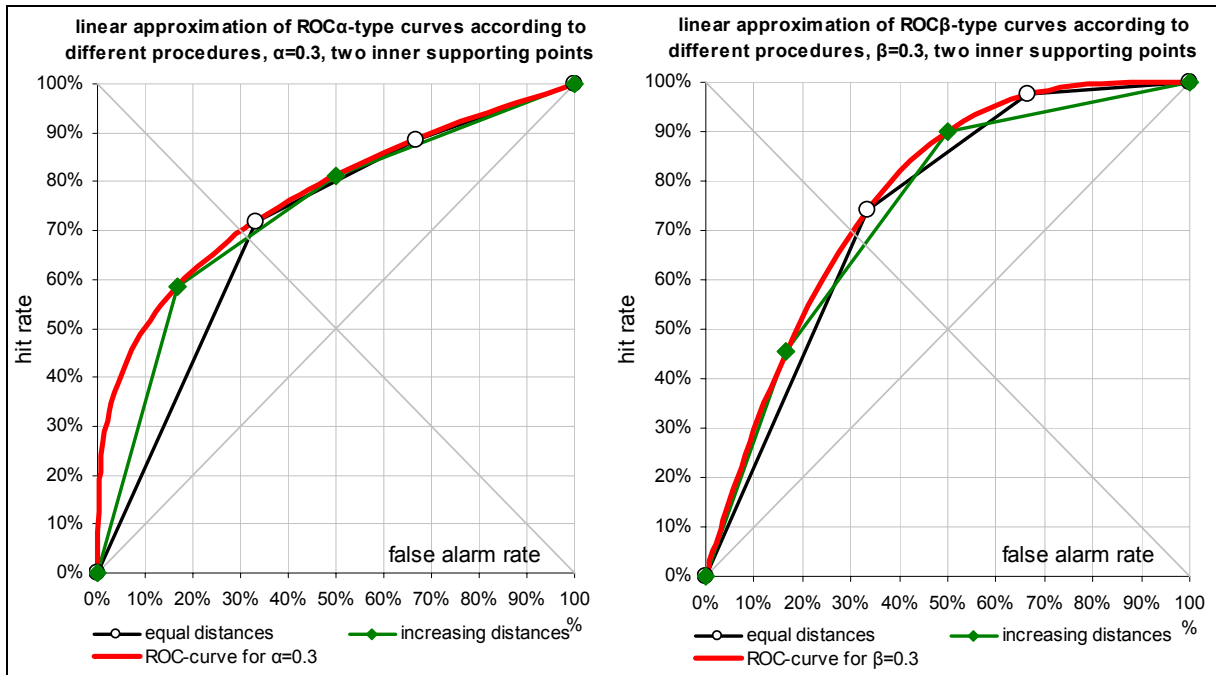 linear approximation of ROCα-type curves according to
different procedures, α=0.3, two inner supporting points
100%
90%
80%
70%
60%
50%
40%
30%
20%
10%
0%
hit rate
false alarm rate
0% 10% 20% 30% 40% 50% 60% 70% 80% 90% 100
%
equal distances
increasing distances
ROC-curve for α=0.3
linear approximation of ROCβ-type curves according to
different procedures, β=0.3, two inner supporting points
100%
90%
80%
70%
60%
50%
40%
30%
20%
10%
0%
hit rate
false alarm rate
0% 10% 20% 30% 40% 50% 60% 70% 80% 90% 100
%
equal distances
increasing distances
ROC-curve for β=0.3